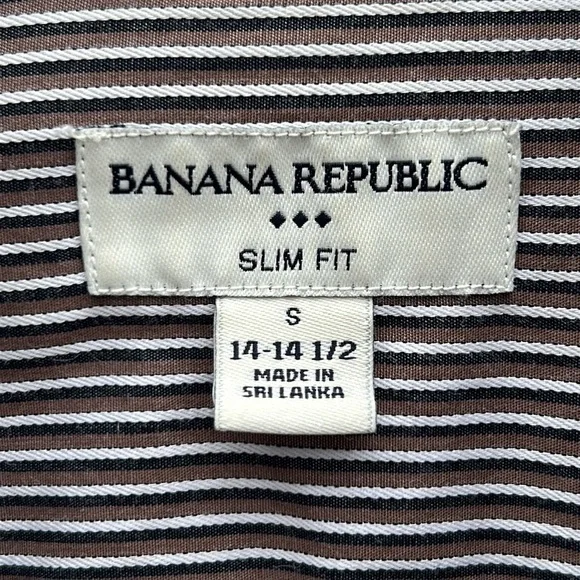 BANANA REPUBLIC
SLIM FIT
S
14-14 1/2
MADE IN
SRI LANKA